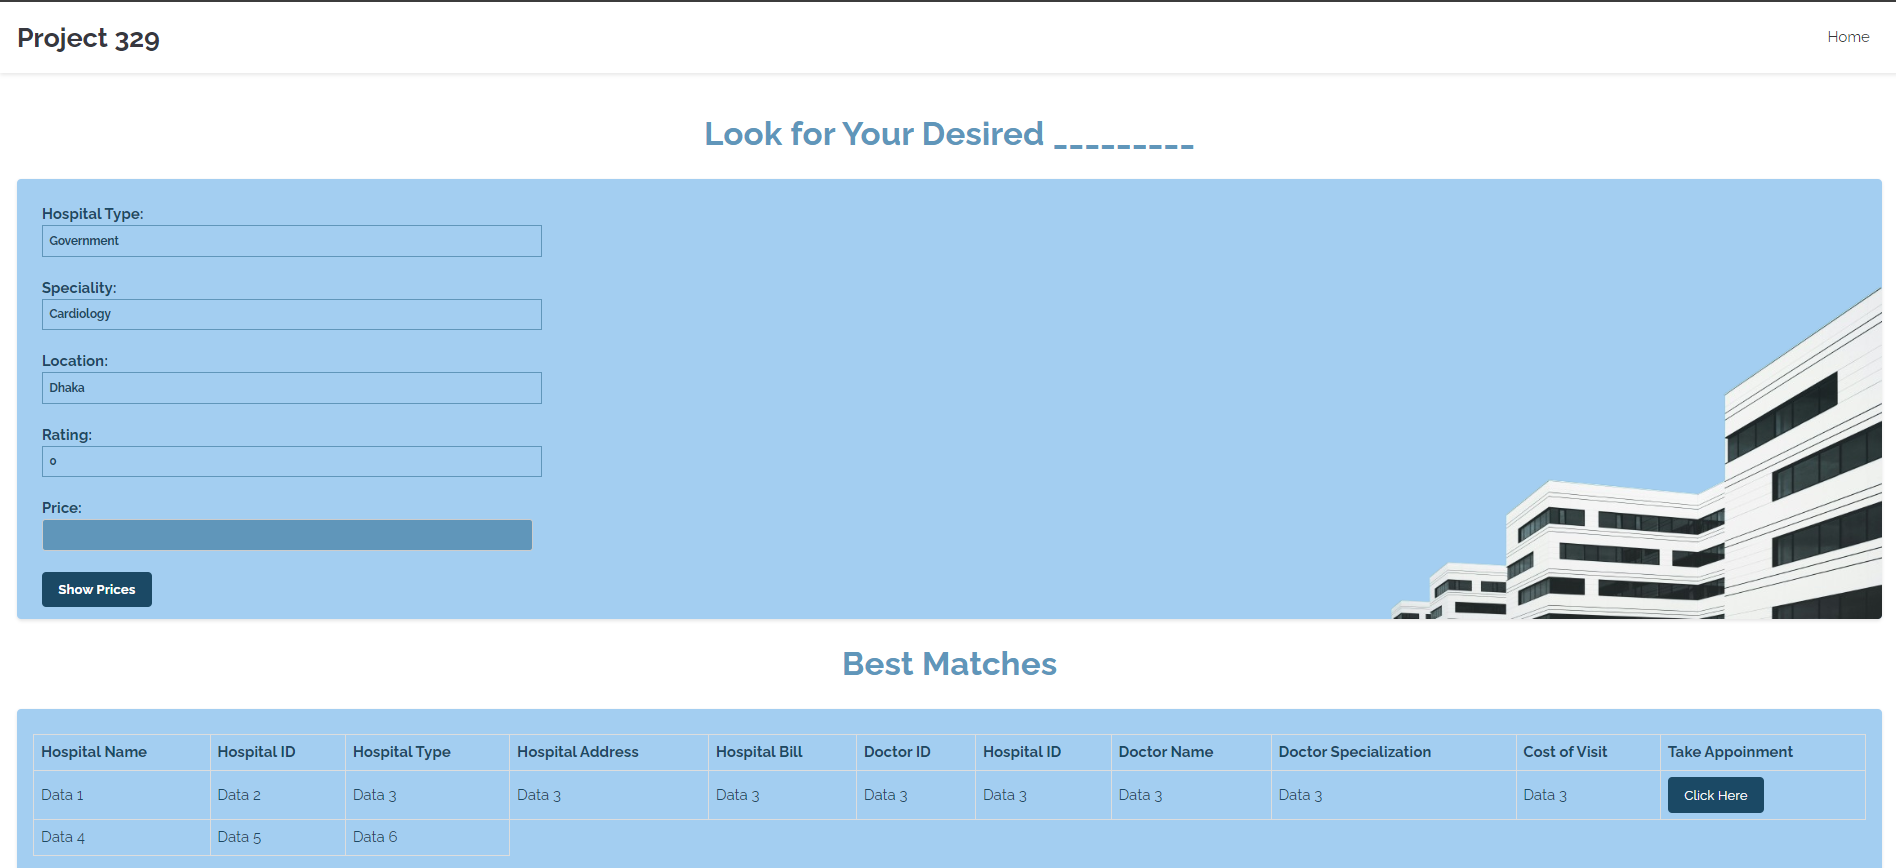 Project 329
Home
Look for Your Desired _________
Hospital Type:
Government
Speciality:
Cardiology
Location:
Dhaka
Rating:
0
Price:
Show Prices
Best Matches
Hospital Name Hospital ID Hospital Type Hospital Address Hospital Bill Doctor ID Hospital ID Doctor Name Doctor Specialization Cost of Visit Take Appoinment
Data 1 Data 2 Data 3 Data 3 Data 3 Data 3 Data 3 Data 3 Data 3 Data 3 Click Here
Data 4 Data 5 Data 6